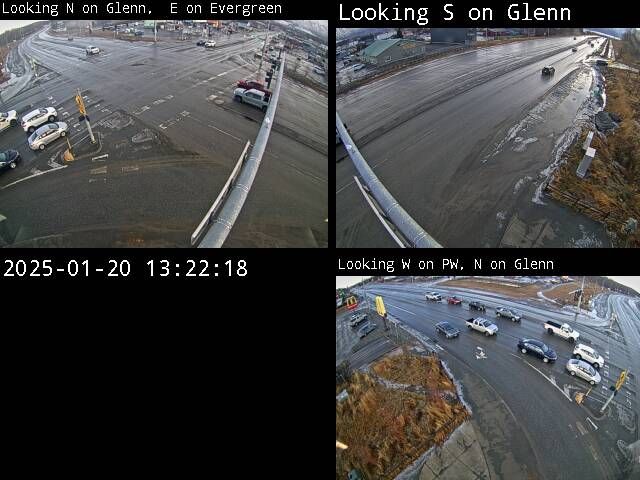 Looking N on Glenn,  E on Evergreen
Looking S on Glenn
2025-01-20 13:22:18
Looking W on PW, N on Glenn